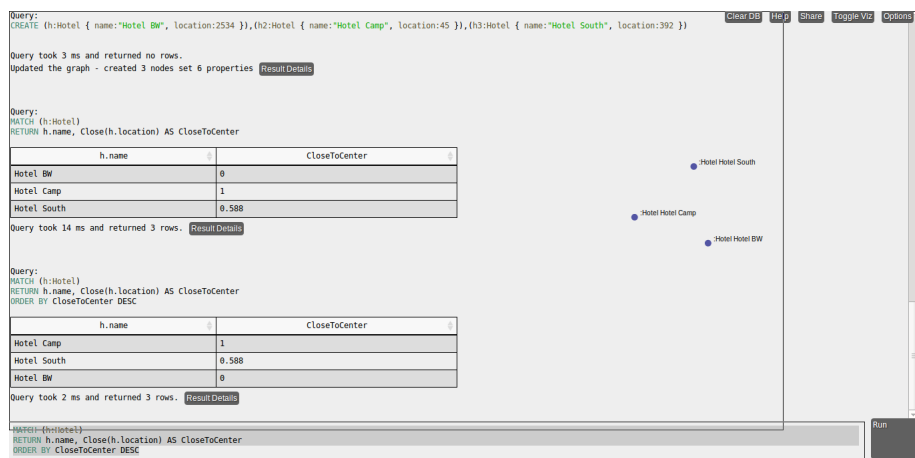 Query:
CREATE (h:Hotel { name:"Hotel BW", location:2534 }),(h2:Hotel { name:"Hotel Camp", location:45 }),(h3:Hotel { name:"Hotel South", location:392 })
Clear DB Help Share Toggle Viz Options
Query took 3 ms and returned no rows.
Updated the graph - created 3 nodes set 6 properties Result Details
Query:
MATCH (h:Hotel)
RETURN h.name, Close(h.location) AS CloseToCenter
h.name CloseToCenter
Hotel BW 0
Hotel Camp 1
Hotel South 0.588
Query took 14 ms and returned 3 rows. Result Details
:Hotel Hotel South
:Hotel Hotel Camp
:Hotel Hotel BW
Query:
MATCH (h:Hotel)
RETURN h.name, Close(h.location) AS CloseToCenter
ORDER BY CloseToCenter DESC
h.name CloseToCenter
Hotel Camp 1
Hotel South 0.588
Hotel BW 0
Query took 2 ms and returned 3 rows. Result Details
MATCH (h:Hotel)
RETURN h.name, Close(h.location) AS CloseToCenter
ORDER BY CloseToCenter DESC
Run